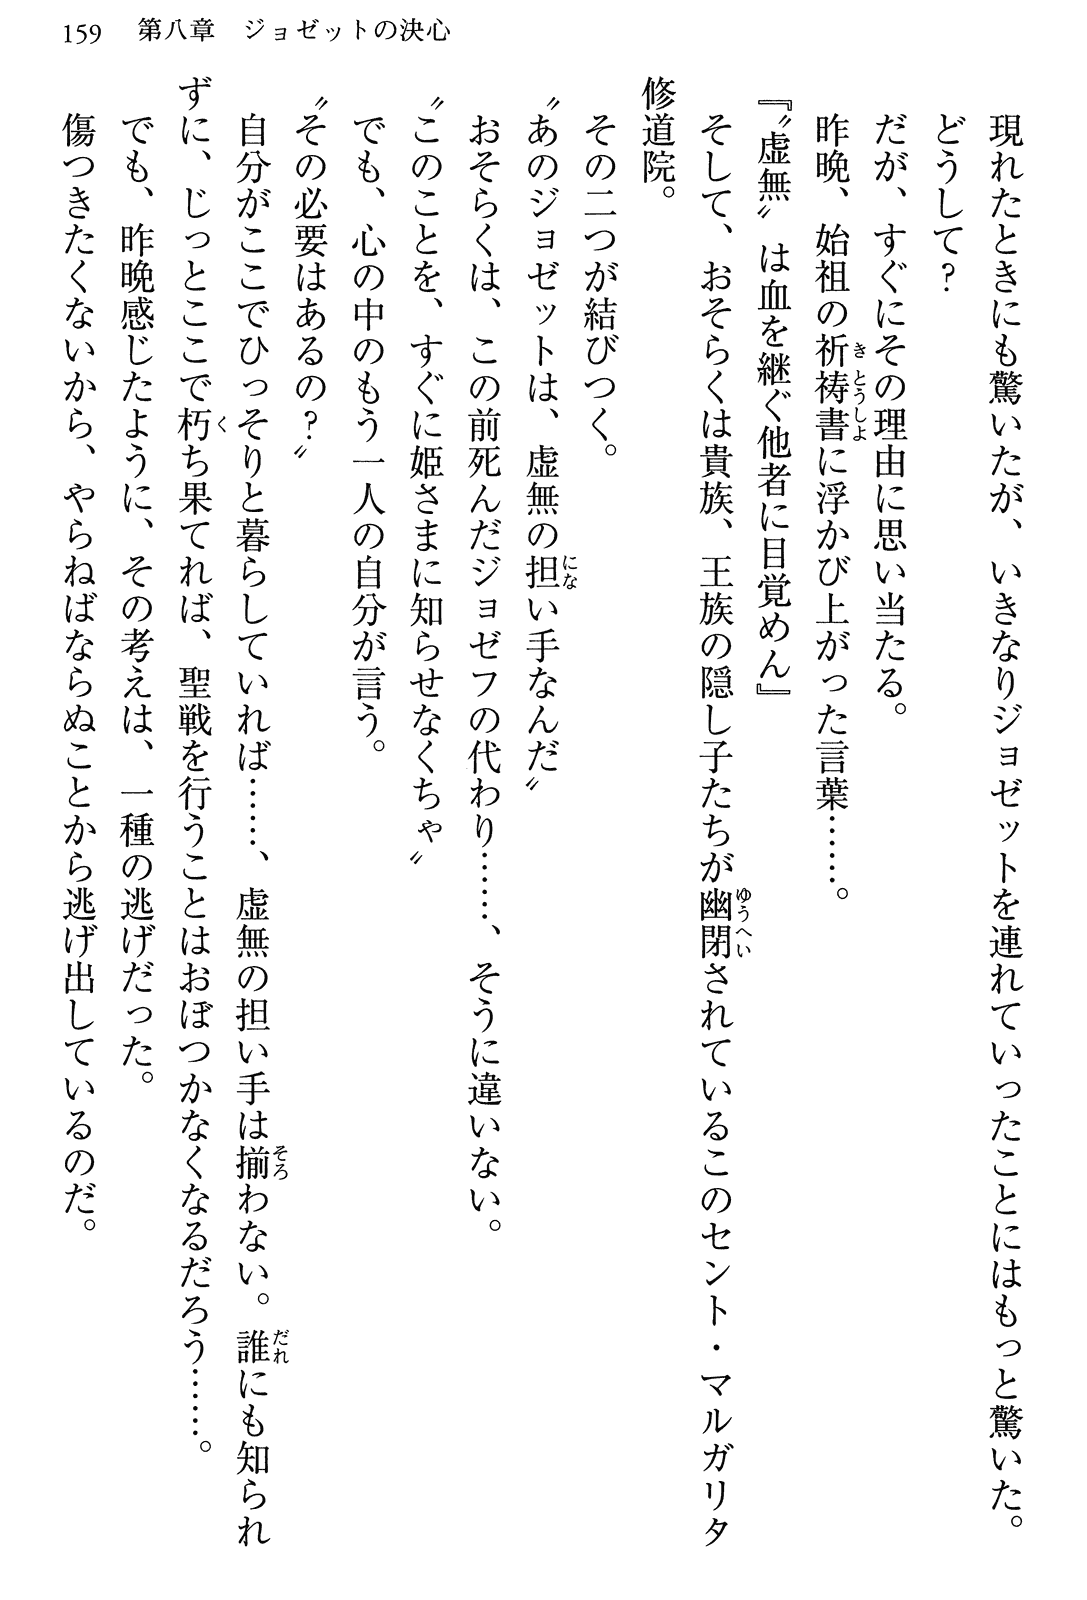 159　第八章　ジョゼットの決心
現れたときにも驚いたが、いきなりジョゼットを連れていったことにはもっと驚いた。
どうして？
だが、すぐにその理由に思い当たる。
昨晩、始祖の祈祷書に浮かび上がった言葉……。
『〝虚無〟は血を継ぐ他者に目覚めん』
そして、おそらくは貴族、王族の隠し子たちが幽閉されているこのセント・マルガリタ
修道院。
その二つが結びつく。
〝あのジョゼットは、虚無の担い手なんだ〟
おそらくは、この前死んだジョゼフの代わり……、そうに違いない。
〝このことを、すぐに姫さまに知らせなくちゃ〟
でも、心の中のもう一人の自分が言う。
〝その必要はあるの？〟
自分がここでひっそりと暮らしていれば……、虚無の担い手は揃わない。誰にも知られ
ずに、じっとここで朽ち果てれば、聖戦を行うことはおぼつかなくなるだろう……。
でも、昨晩感じたように、その考えは、一種の逃げだった。
傷つきたくないから、やらねばならぬことから逃げ出しているのだ。